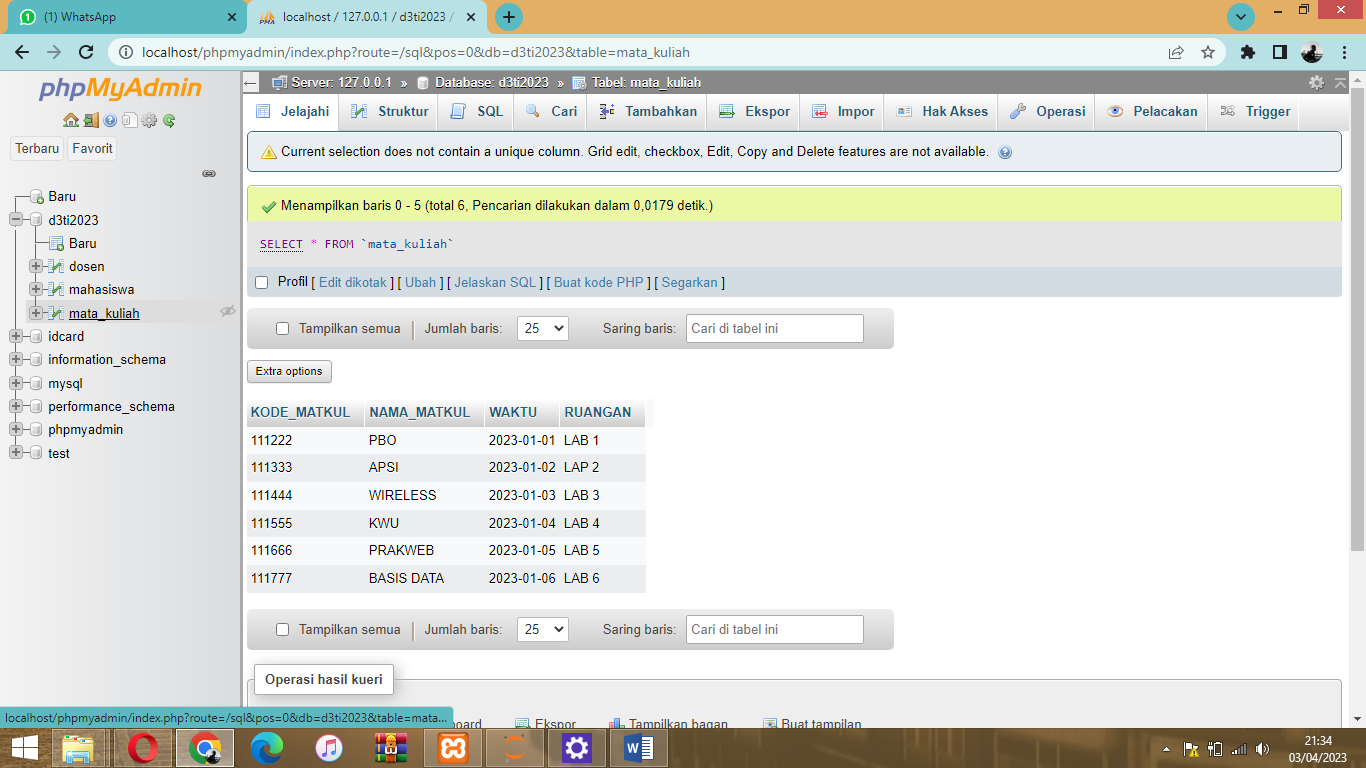 (1) WhatsApp
localhost / 127.0.0.1 / d3ti2023 /
localhost/phpmyadmin/index.php?route=/sql&pos=0&db=d3ti2023&table=mata_kuliah
phpMyAdmin
Terbaru Favorit
Baru
d3ti2023
Baru
dosen
mahasiswa
mata_kuliah
idcard
information_schema
mysql
performance_schema
phpmyadmin
test
Server: 127.0.0.1 » Database: d3ti2023 » Tabel: mata_kuliah
Jelajahi Struktur SQL Cari Tambahkan Ekspor Impor Hak Akses Operasi Pelacakan Trigger
Current selection does not contain a unique column. Grid edit, checkbox, Edit, Copy and Delete features are not available.
Menampilkan baris 0 - 5 (total 6, Pencarian dilakukan dalam 0,0179 detik.)
SELECT * FROM `mata_kuliah`
Profil [ Edit dikotak ] [ Ubah ] [ Jelaskan SQL ] [ Buat kode PHP ] [ Segarkan ]
Tampilkan semua | Jumlah baris: 25 Saring baris: Cari di tabel ini
Extra options
KODE_MATKUL NAMA_MATKUL WAKTU RUANGAN
111222 PBO 2023-01-01 LAB 1
111333 APSI 2023-01-02 LAP 2
111444 WIRELESS 2023-01-03 LAB 3
111555 KWU 2023-01-04 LAB 4
111666 PRAKWEB 2023-01-05 LAB 5
111777 BASIS DATA 2023-01-06 LAB 6
Tampilkan semua | Jumlah baris: 25 Saring baris: Cari di tabel ini
Operasi hasil kueri
localhost/phpmyadmin/index.php?route=/sql&pos=0&db=d3ti2023&table=mata...
board Ekspor Tampilkan bagan Buat tampilan
21:34
03/04/2023